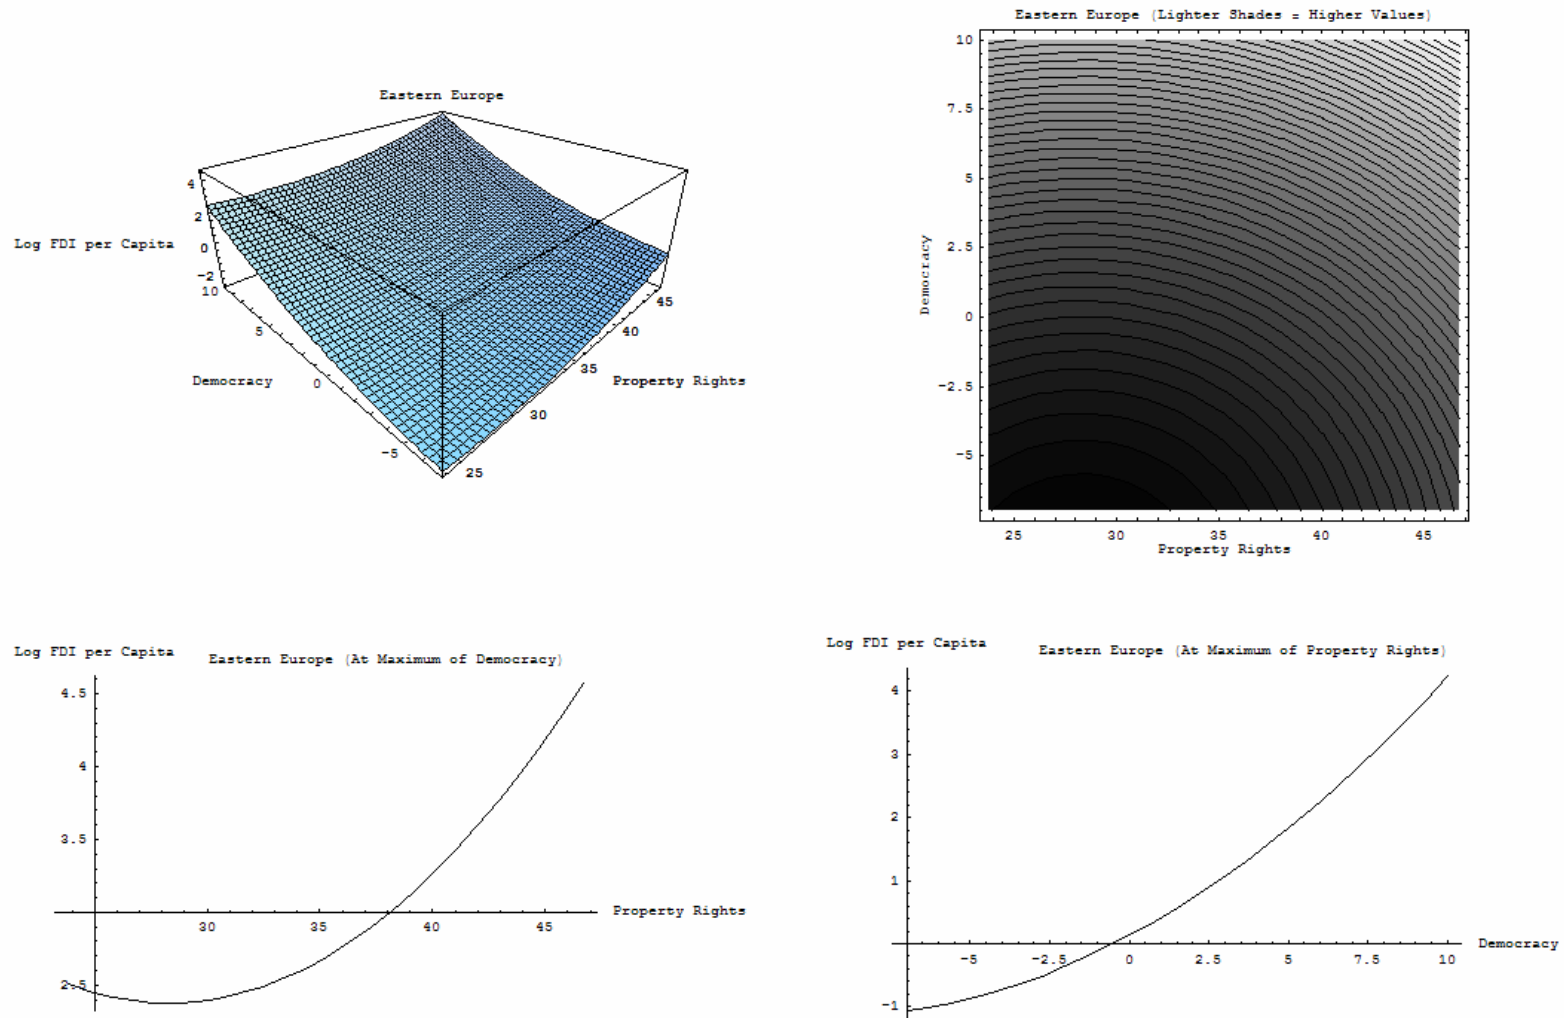 Eastern Europe
4
2
Log FDI per Capita
0
-2
10
5
Democracy
0
-5
45
40
35
Property Rights
30
25
Eastern Europe (Lighter Shades = Higher Values)
10
7.5
5
2.5
Democracy
0
-2.5
-5
25 30 35 40 45
Property Rights
Log FDI per Capita
Eastern Europe (At Maximum of Democracy)
4.5
4
3.5
Property Rights
30 35 40 45
2.5
Log FDI per Capita
Eastern Europe (At Maximum of Property Rights)
4
3
2
1
Democracy
-5 -2.5 0 2.5 5 7.5 10
-1